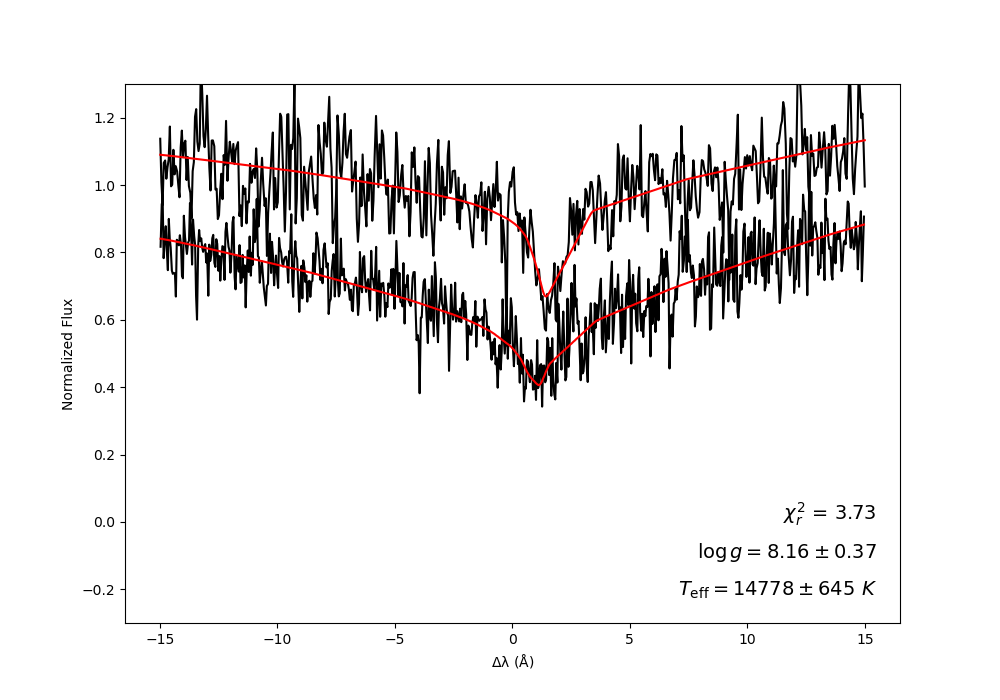 1.2
1.0
0.8
0.6
0.4
0.2
0.0
−0.2
Normalized Flux
χ²ᵣ = 3.73
log g = 8.16 ± 0.37
T_eff = 14778 ± 645 K
−15 −10 −5 0 5 10 15
Δλ (Å)